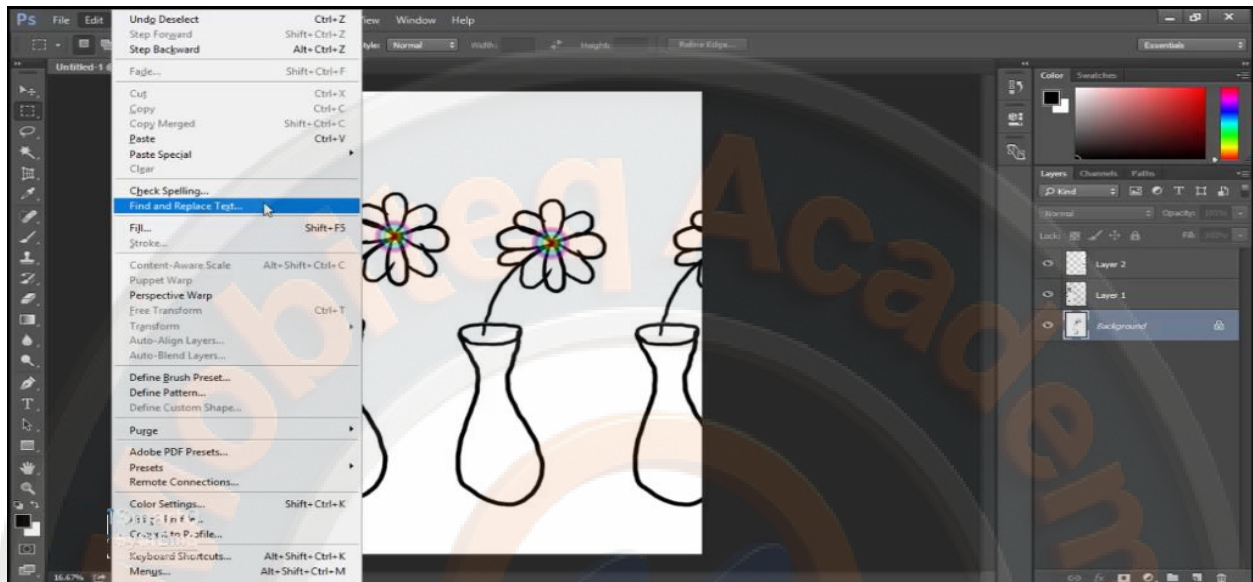 Ps File Edit View Window Help
Style: Normal Width: Height: Refine Edge... Essentials
Untitled-1 @
Undo Deselect Ctrl+Z
Step Forward Shift+Ctrl+Z
Step Backward Alt+Ctrl+Z
Fade... Shift+Ctrl+F
Cut Ctrl+X
Copy Ctrl+C
Copy Merged Shift+Ctrl+C
Paste Ctrl+V
Paste Special
Clear
Check Spelling...
Find and Replace Text...
Fill... Shift+F5
Stroke...
Content-Aware Scale Alt+Shift+Ctrl+C
Puppet Warp
Perspective Warp
Free Transform Ctrl+T
Transform
Auto-Align Layers...
Auto-Blend Layers...
Define Brush Preset...
Define Pattern...
Define Custom Shape...
Purge
Adobe PDF Presets...
Presets
Remote Connections...
Color Settings... Shift+Ctrl+K
Convert to Profile...
Keyboard Shortcuts... Alt+Shift+Ctrl+K
Menus... Alt+Shift+Ctrl+M
16.67%
Color Swatches
Layers Channels Paths
Kind
Normal Opacity: 100%
Lock: Fill: 100%
Layer 2
Layer 1
Background
Mobiteq Academ